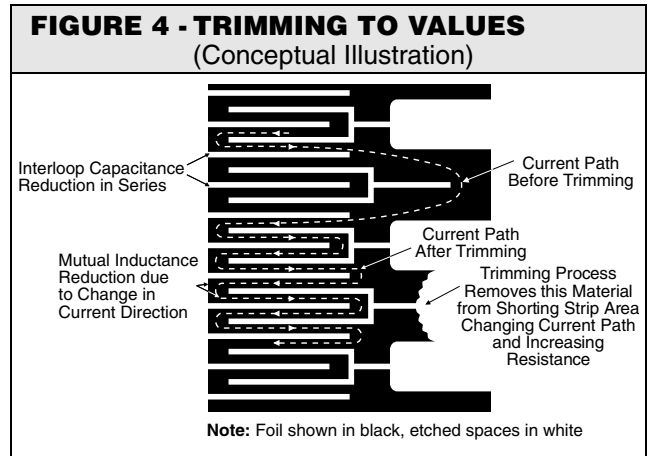 FIGURE 4 - TRIMMING TO VALUES
(Conceptual Illustration)
Interloop Capacitance
Reduction in Series
Current Path
Before Trimming
Mutual Inductance
Reduction due
to Change in
Current Direction
Current Path
After Trimming
Trimming Process
Removes this Material
from Shorting Strip Area
Changing Current Path
and Increasing
Resistance
Note: Foil shown in black, etched spaces in white